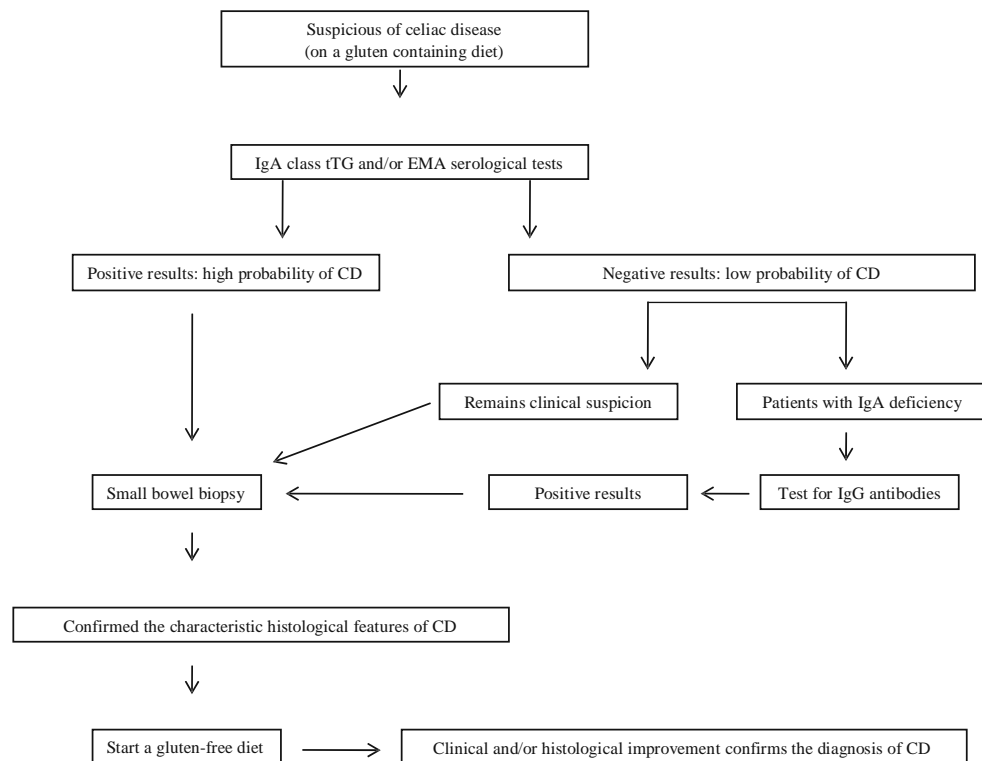 Suspicious of celiac disease
(on a gluten containing diet)
IgA class tTG and/or EMA serological tests
Positive results: high probability of CD
Negative results: low probability of CD
Remains clinical suspicion
Patients with IgA deficiency
Small bowel biopsy
Positive results
Test for IgG antibodies
Confirmed the characteristic histological features of CD
Start a gluten-free diet
Clinical and/or histological improvement confirms the diagnosis of CD